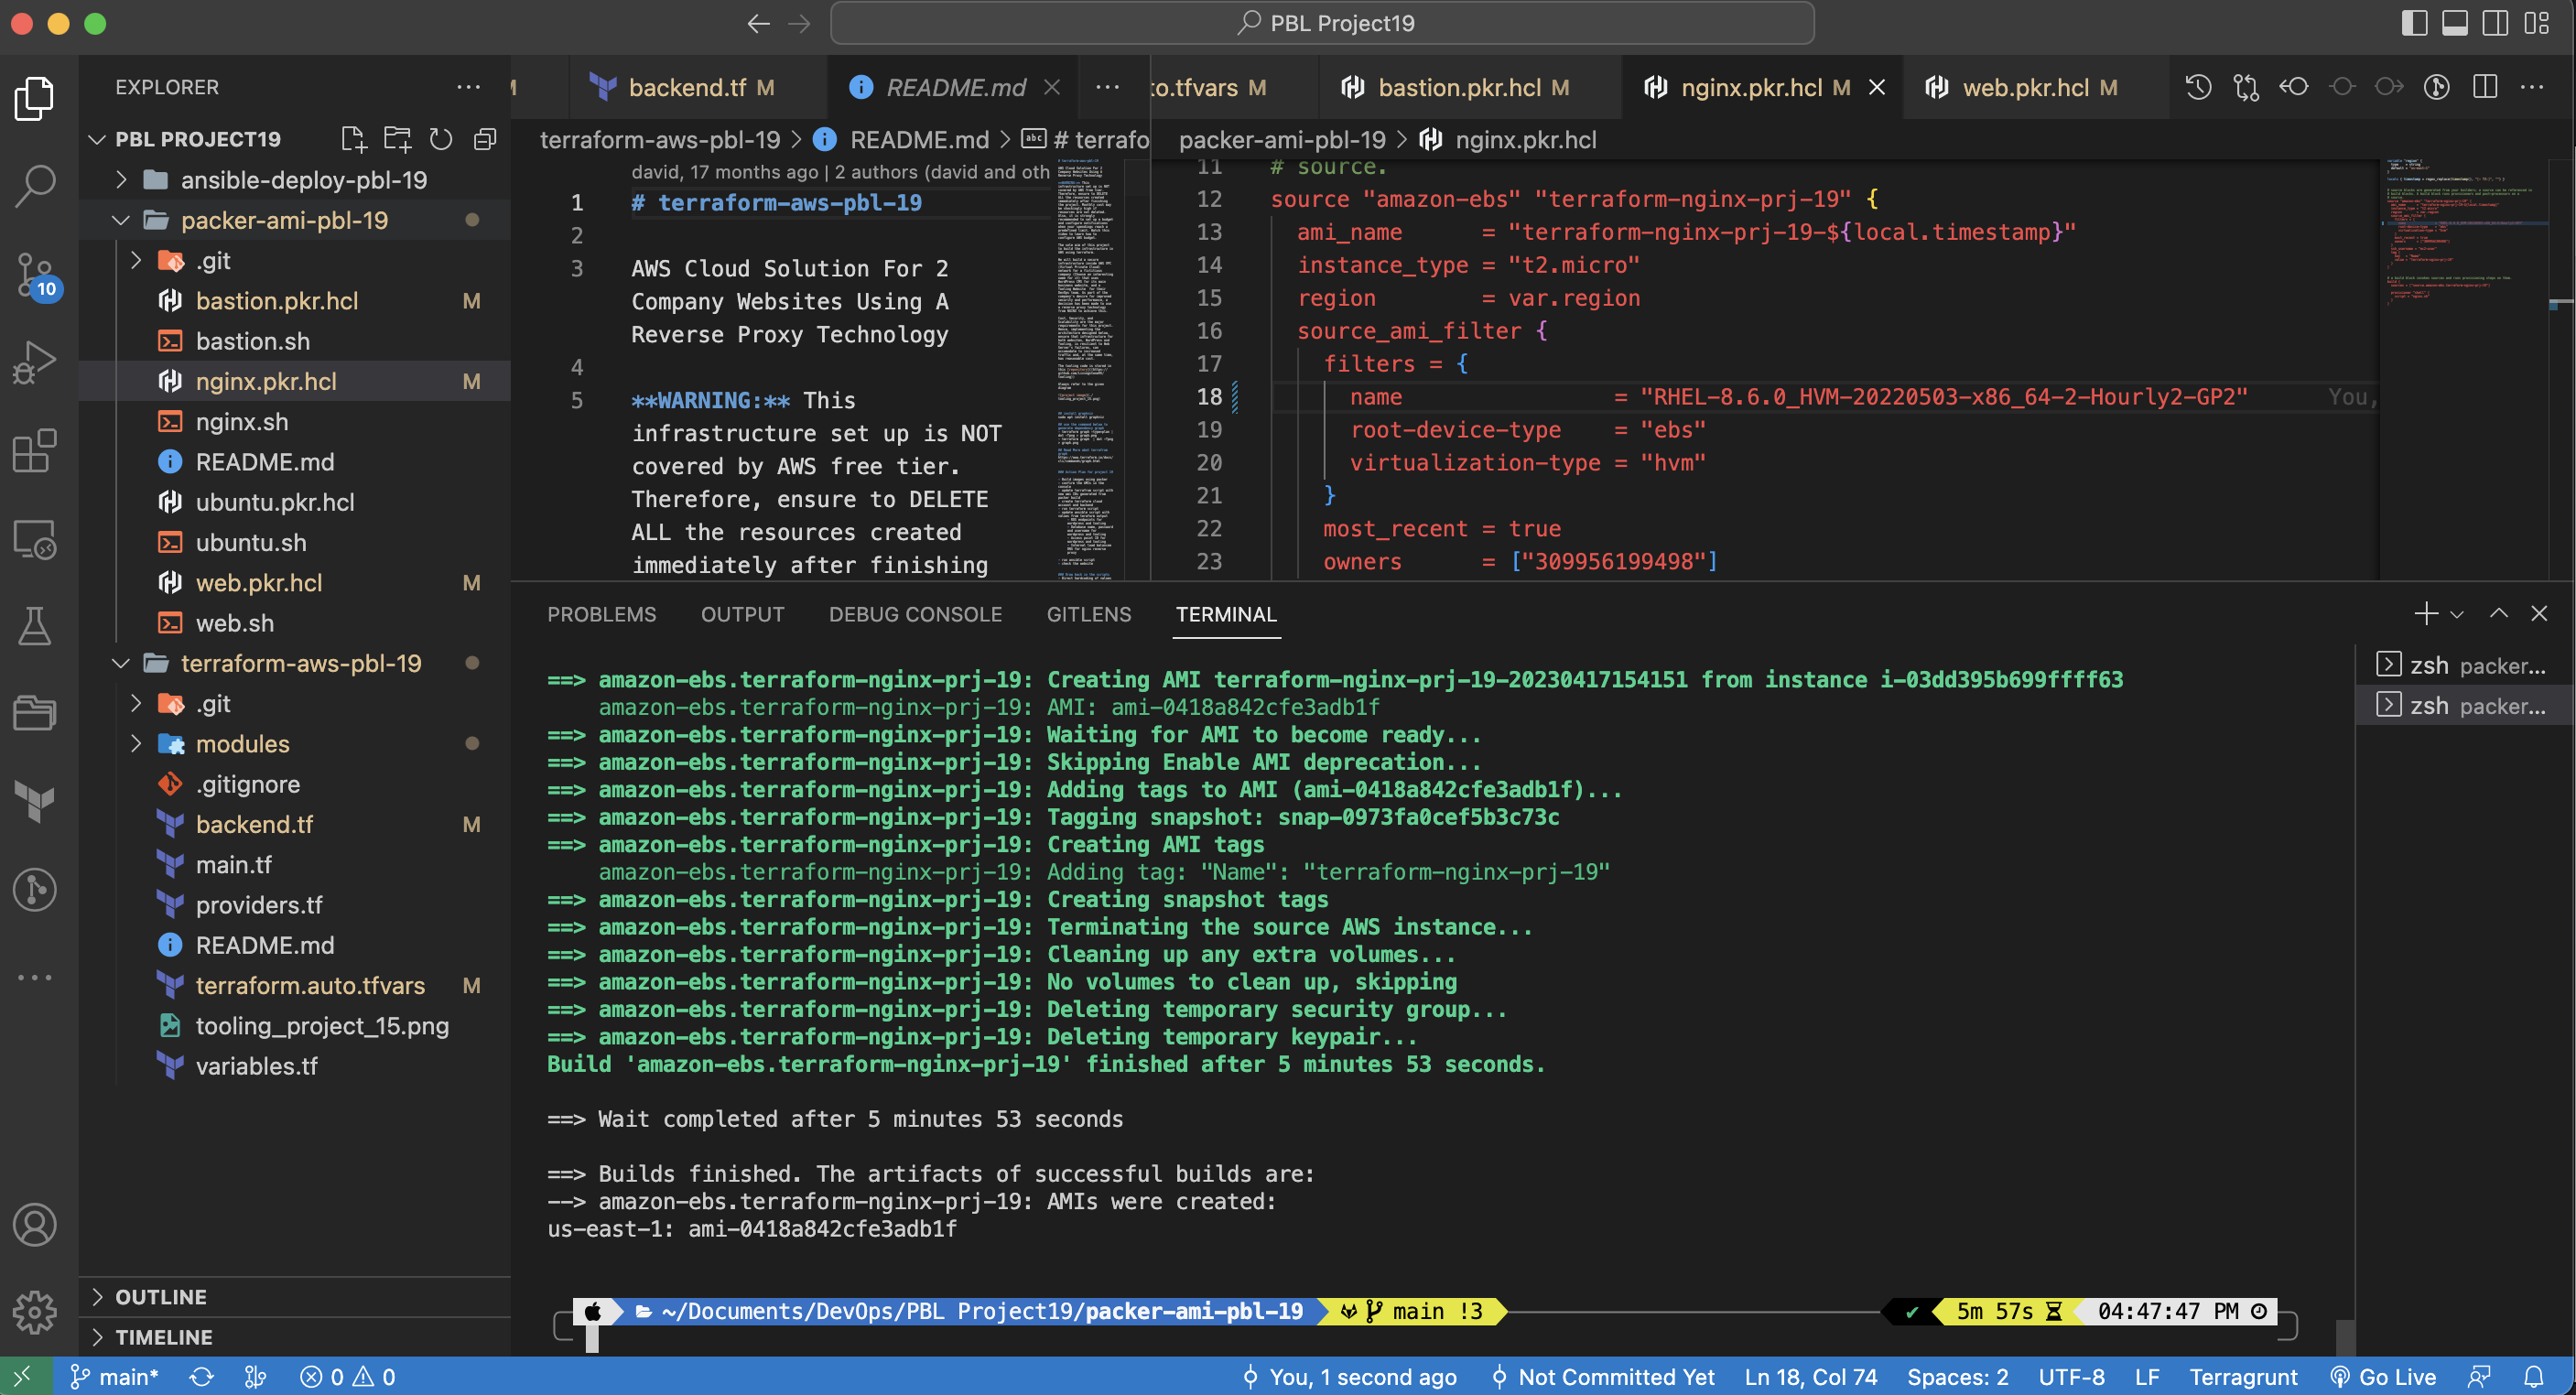 PBL Project19
EXPLORER
PBL PROJECT19
ansible-deploy-pbl-19
packer-ami-pbl-19
.git
bastion.pkr.hcl M
bastion.sh
nginx.pkr.hcl M
nginx.sh
README.md
ubuntu.pkr.hcl
ubuntu.sh
web.pkr.hcl M
web.sh
terraform-aws-pbl-19
.git
modules
.gitignore
backend.tf M
main.tf
providers.tf
README.md
terraform.auto.tfvars M
tooling_project_15.png
variables.tf
OUTLINE
TIMELINE
10
backend.tf M
README.md
terraform-aws-pbl-19 > README.md > # terrafo
david, 17 months ago | 2 authors (david and oth
1 # terraform-aws-pbl-19
2
3 AWS Cloud Solution For 2
Company Websites Using A
Reverse Proxy Technology
4
5 **WARNING:** This
infrastructure set up is NOT
covered by AWS free tier.
Therefore, ensure to DELETE
ALL the resources created
immediately after finishing
to.tfvars M
bastion.pkr.hcl M
nginx.pkr.hcl M
web.pkr.hcl M
packer-ami-pbl-19 > nginx.pkr.hcl
11 # source.
12 source "amazon-ebs" "terraform-nginx-prj-19" {
13 ami_name = "terraform-nginx-prj-19-${local.timestamp}"
14 instance_type = "t2.micro"
15 region = var.region
16 source_ami_filter {
17 filters = {
18 name = "RHEL-8.6.0_HVM-20220503-x86_64-2-Hourly2-GP2" You,
19 root-device-type = "ebs"
20 virtualization-type = "hvm"
21 }
22 most_recent = true
23 owners = ["309956199498"]
PROBLEMS OUTPUT DEBUG CONSOLE GITLENS TERMINAL
==> amazon-ebs.terraform-nginx-prj-19: Creating AMI terraform-nginx-prj-19-20230417154151 from instance i-03dd395b699ffff63
amazon-ebs.terraform-nginx-prj-19: AMI: ami-0418a842cfe3adb1f
==> amazon-ebs.terraform-nginx-prj-19: Waiting for AMI to become ready...
==> amazon-ebs.terraform-nginx-prj-19: Skipping Enable AMI deprecation...
==> amazon-ebs.terraform-nginx-prj-19: Adding tags to AMI (ami-0418a842cfe3adb1f)...
==> amazon-ebs.terraform-nginx-prj-19: Tagging snapshot: snap-0973fa0cef5b3c73c
==> amazon-ebs.terraform-nginx-prj-19: Creating AMI tags
amazon-ebs.terraform-nginx-prj-19: Adding tag: "Name": "terraform-nginx-prj-19"
==> amazon-ebs.terraform-nginx-prj-19: Creating snapshot tags
==> amazon-ebs.terraform-nginx-prj-19: Terminating the source AWS instance...
==> amazon-ebs.terraform-nginx-prj-19: Cleaning up any extra volumes...
==> amazon-ebs.terraform-nginx-prj-19: No volumes to clean up, skipping
==> amazon-ebs.terraform-nginx-prj-19: Deleting temporary security group...
==> amazon-ebs.terraform-nginx-prj-19: Deleting temporary keypair...
Build 'amazon-ebs.terraform-nginx-prj-19' finished after 5 minutes 53 seconds.
==> Wait completed after 5 minutes 53 seconds
==> Builds finished. The artifacts of successful builds are:
--> amazon-ebs.terraform-nginx-prj-19: AMIs were created:
us-east-1: ami-0418a842cfe3adb1f
~/Documents/DevOps/PBL Project19/packer-ami-pbl-19 main !3
5m 57s 04:47:47 PM
zsh packer...
zsh packer...
main* 0 0 You, 1 second ago Not Committed Yet Ln 18, Col 74 Spaces: 2 UTF-8 LF Terragrunt Go Live